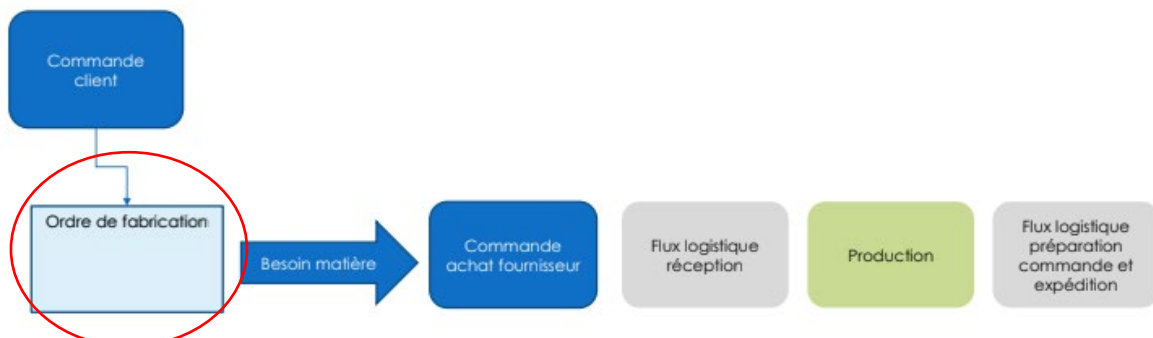 Commande
client
Ordre de fabrication
Besoin matière
Commande
achat fournisseur
Flux logistique
réception
Production
Flux logistique
préparation
commande et
expédition